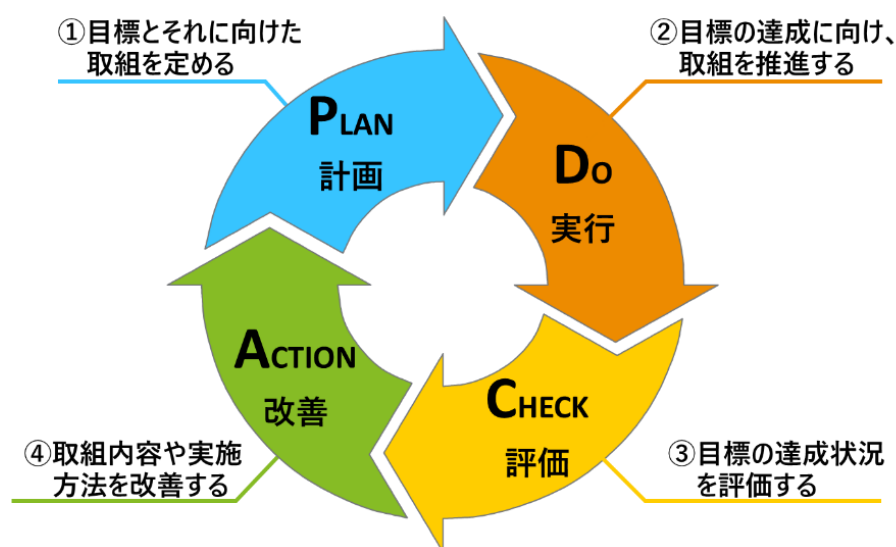 ①目標とそれに向けた
取組を定める
PLAN
計画
②目標の達成に向け、
取組を推進する
DO
実行
③目標の達成状況
を評価する
CHECK
評価
④取組内容や実施
方法を改善する
ACTION
改善